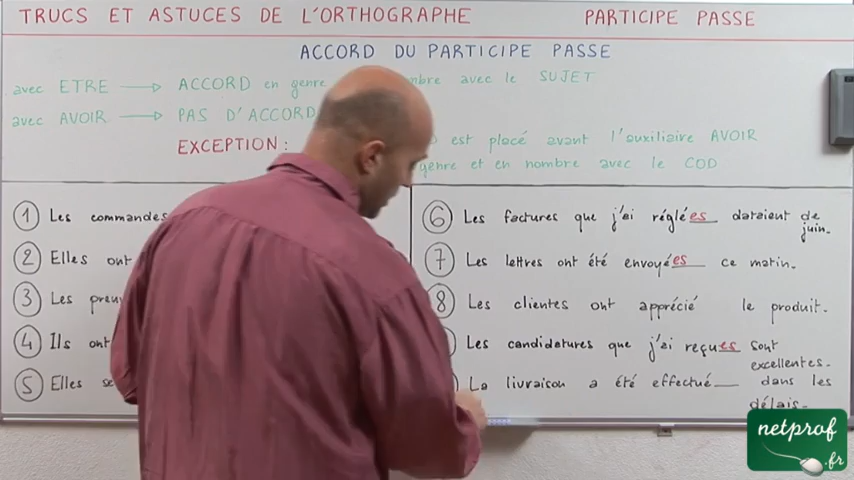 TRUCS ET ASTUCES DE L'ORTHOGRAPHE PARTICIPE PASSE
ACCORD DU PARTICIPE PASSE
avec ETRE → ACCORD en genre avec le SUJET
avec AVOIR → PAS D'ACCORD
EXCEPTION: est placé avant l'auxiliaire AVOIR
genre et en nombre avec le COD
1 Les commandes
2 Elles ont
3 Les
4 Ils ont
5 Elles
6 Les factures que j'ai réglées dataient de
juin.
7 Les lettres ont été envoyées ce matin.
8 Les clientes ont apprécié le produit.
Les candidatures que j'ai reçues sont
excellentes.
La livraison a été effectué__ dans les
délais.
netprof
.fr